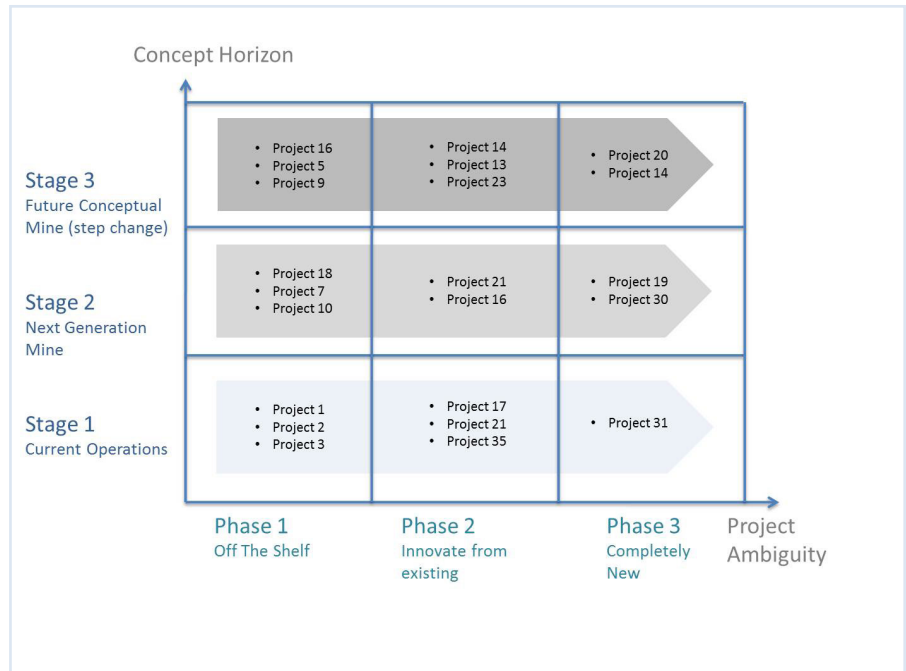 Concept Horizon
Stage 3
Future Conceptual
Mine (step change)
• Project 16
• Project 5
• Project 9
• Project 14
• Project 13
• Project 23
• Project 20
• Project 14
Stage 2
Next Generation
Mine
• Project 18
• Project 7
• Project 10
• Project 21
• Project 16
• Project 19
• Project 30
Stage 1
Current Operations
• Project 1
• Project 2
• Project 3
• Project 17
• Project 21
• Project 35
• Project 31
Phase 1
Off The Shelf
Phase 2
Innovate from
existing
Phase 3
Completely
New
Project
Ambiguity